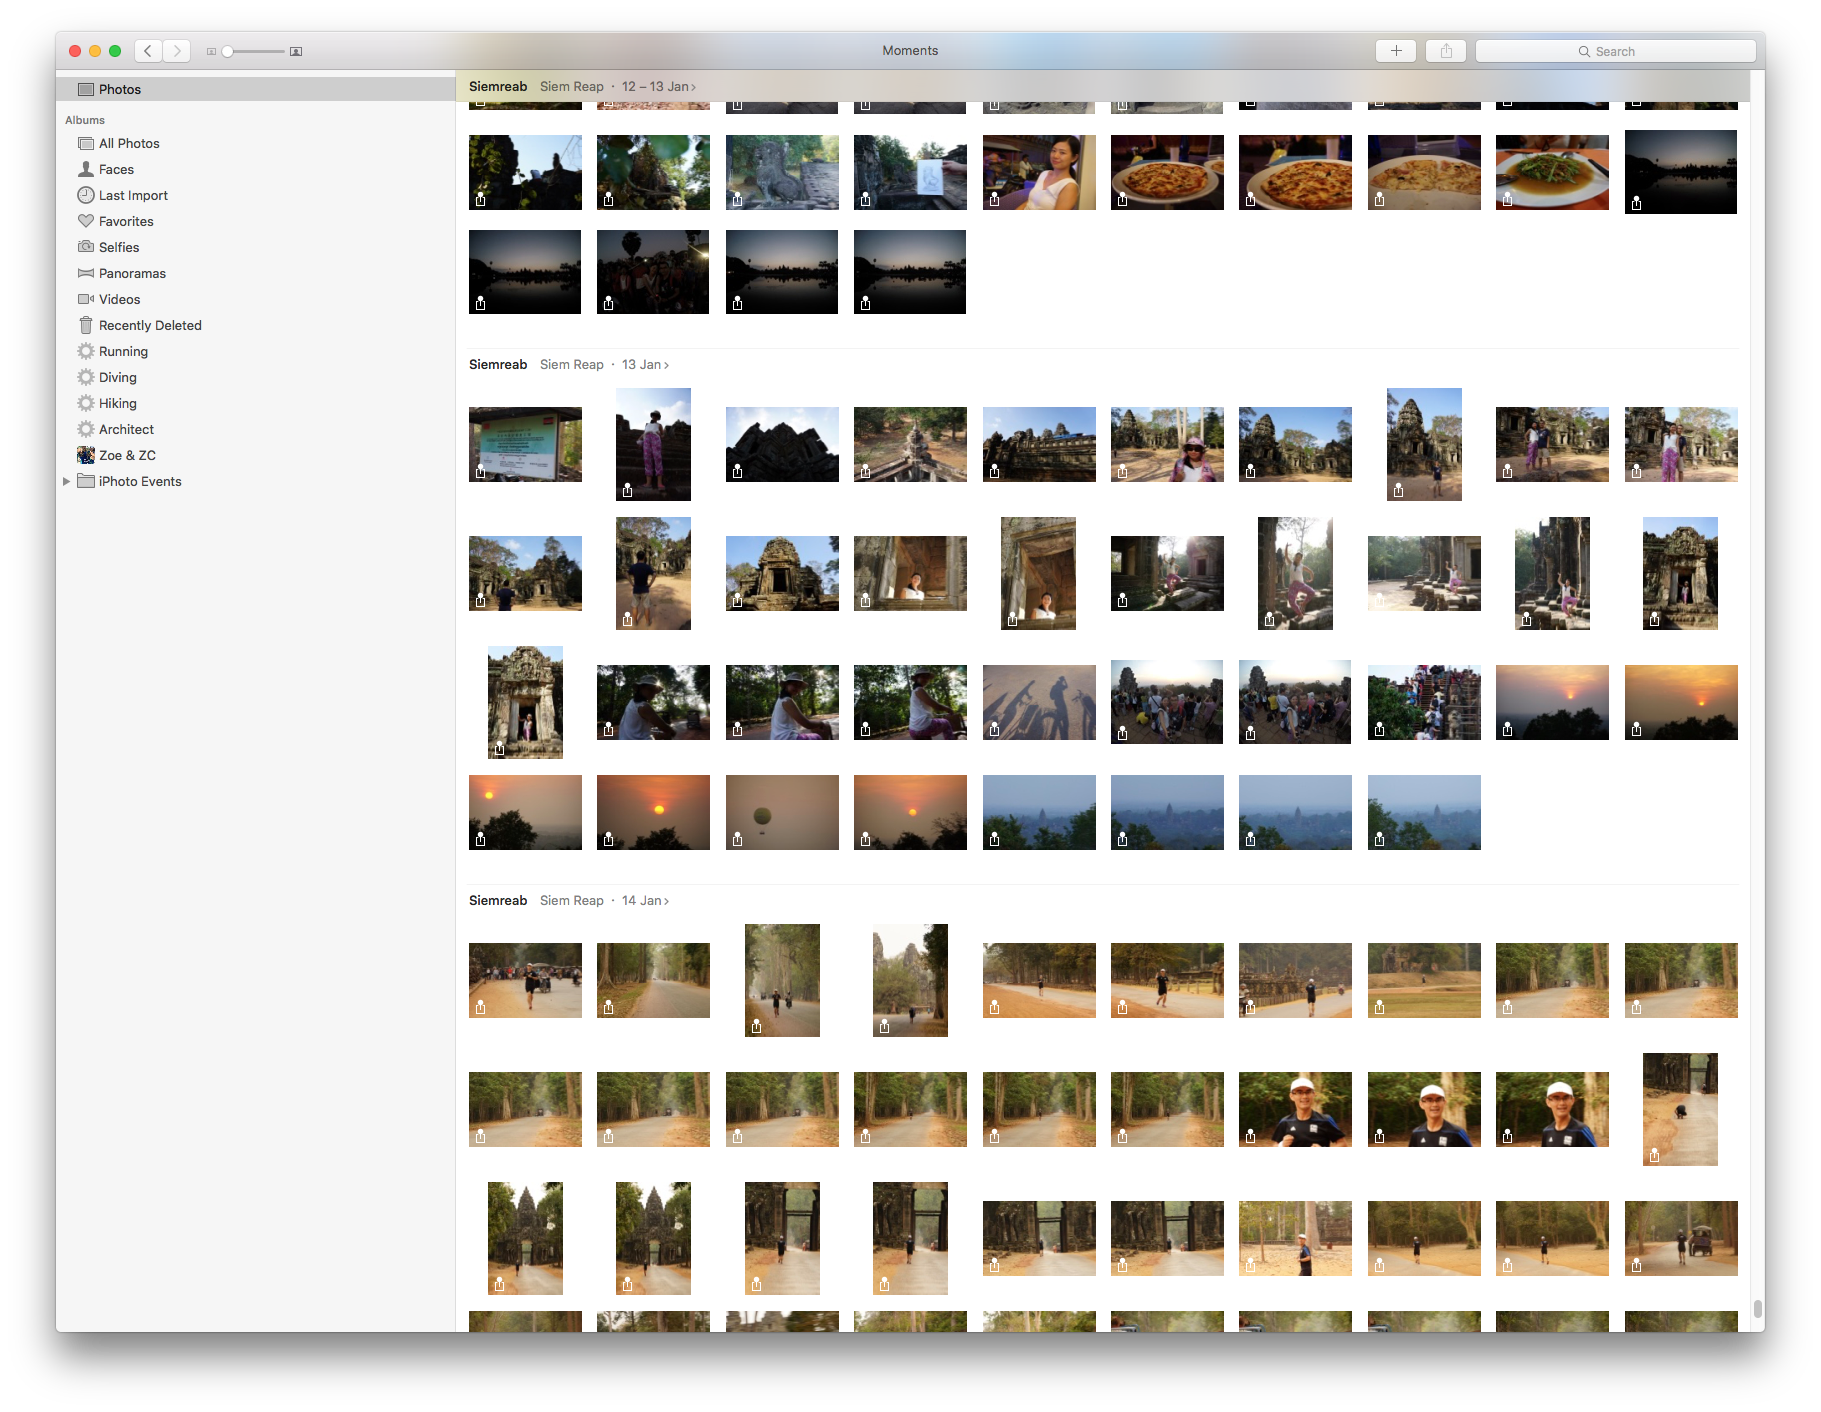 Moments
Search
Photos
Albums
All Photos
Faces
Last Import
Favorites
Selfies
Panoramas
Videos
Recently Deleted
Running
Diving
Hiking
Architect
Zoe & ZC
iPhoto Events
Siemreab Siem Reap · 12 – 13 Jan ›
Siemreab Siem Reap · 13 Jan ›
Siemreab Siem Reap · 14 Jan ›